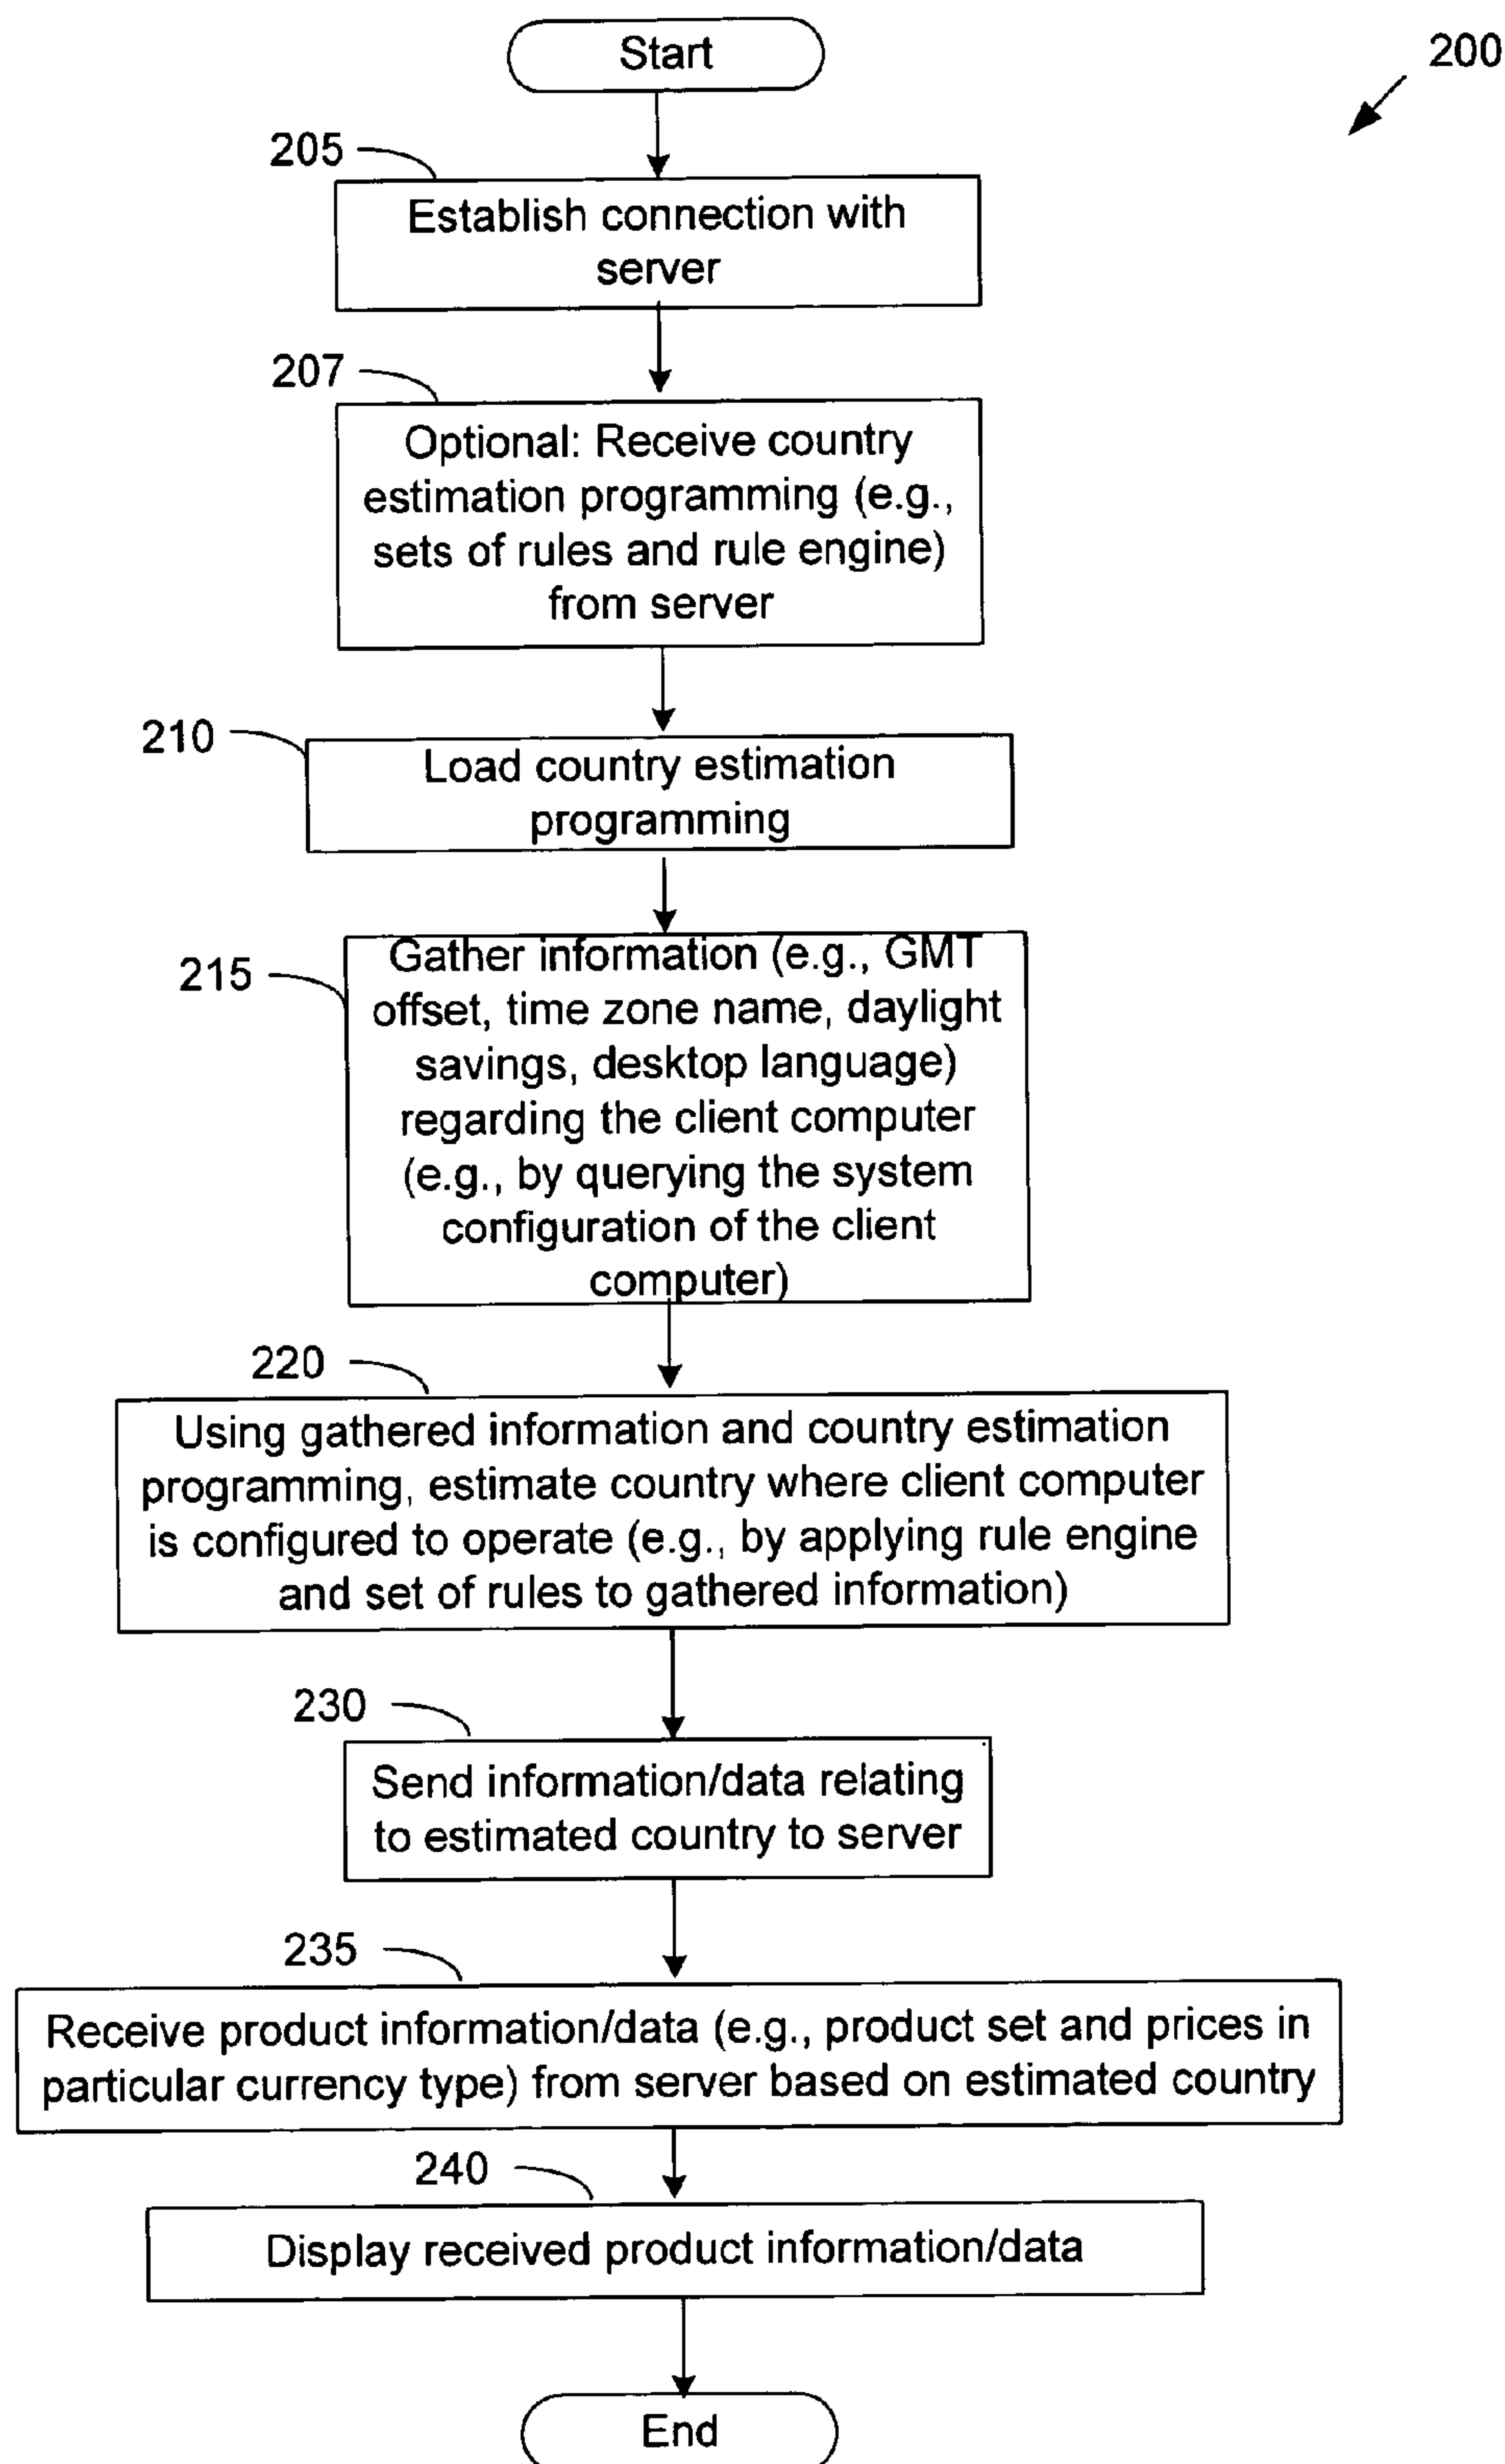 Start
200
205
Establish connection with
server
207
Optional: Receive country
estimation programming (e.g.,
sets of rules and rule engine)
from server
210
Load country estimation
programming
215
Gather information (e.g., GMT
offset, time zone name, daylight
savings, desktop language)
regarding the client computer
(e.g., by querying the system
configuration of the client
computer)
220
Using gathered information and country estimation
programming, estimate country where client computer
is configured to operate (e.g., by applying rule engine
and set of rules to gathered information)
230
Send information/data relating
to estimated country to server
235
Receive product information/data (e.g., product set and prices in
particular currency type) from server based on estimated country
240
Display received product information/data
End